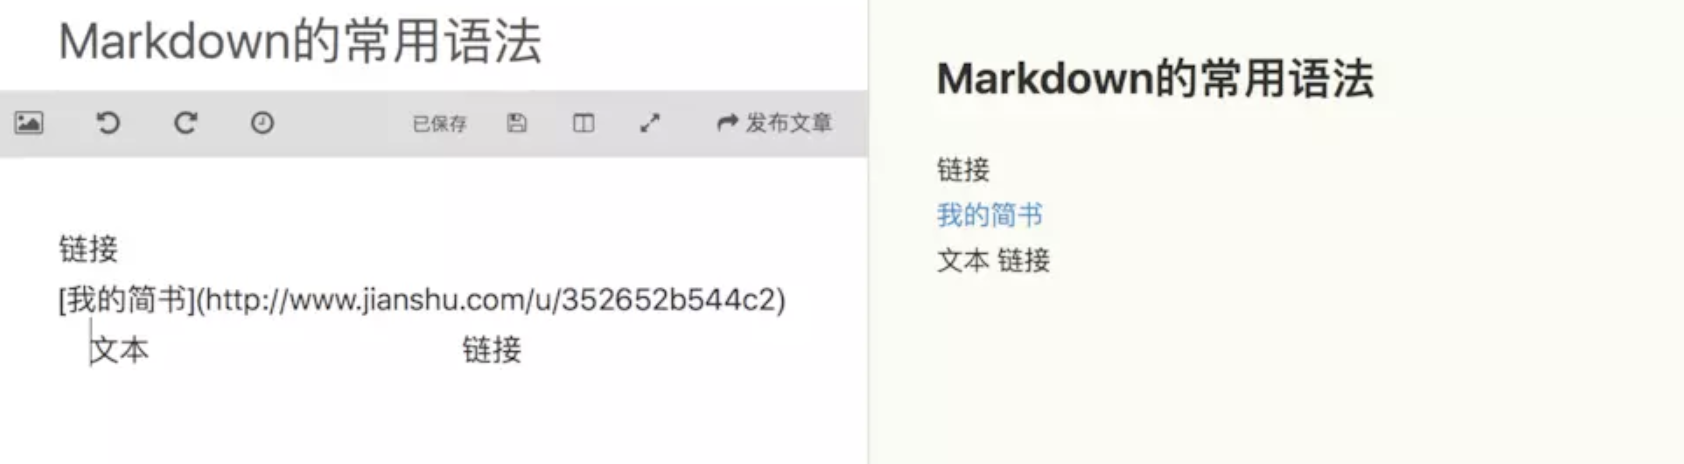 Markdown的常用语法
已保存 发布文章
链接
[我的简书](http://www.jianshu.com/u/352652b544c2)
文本 链接
Markdown的常用语法
链接
我的简书
文本 链接